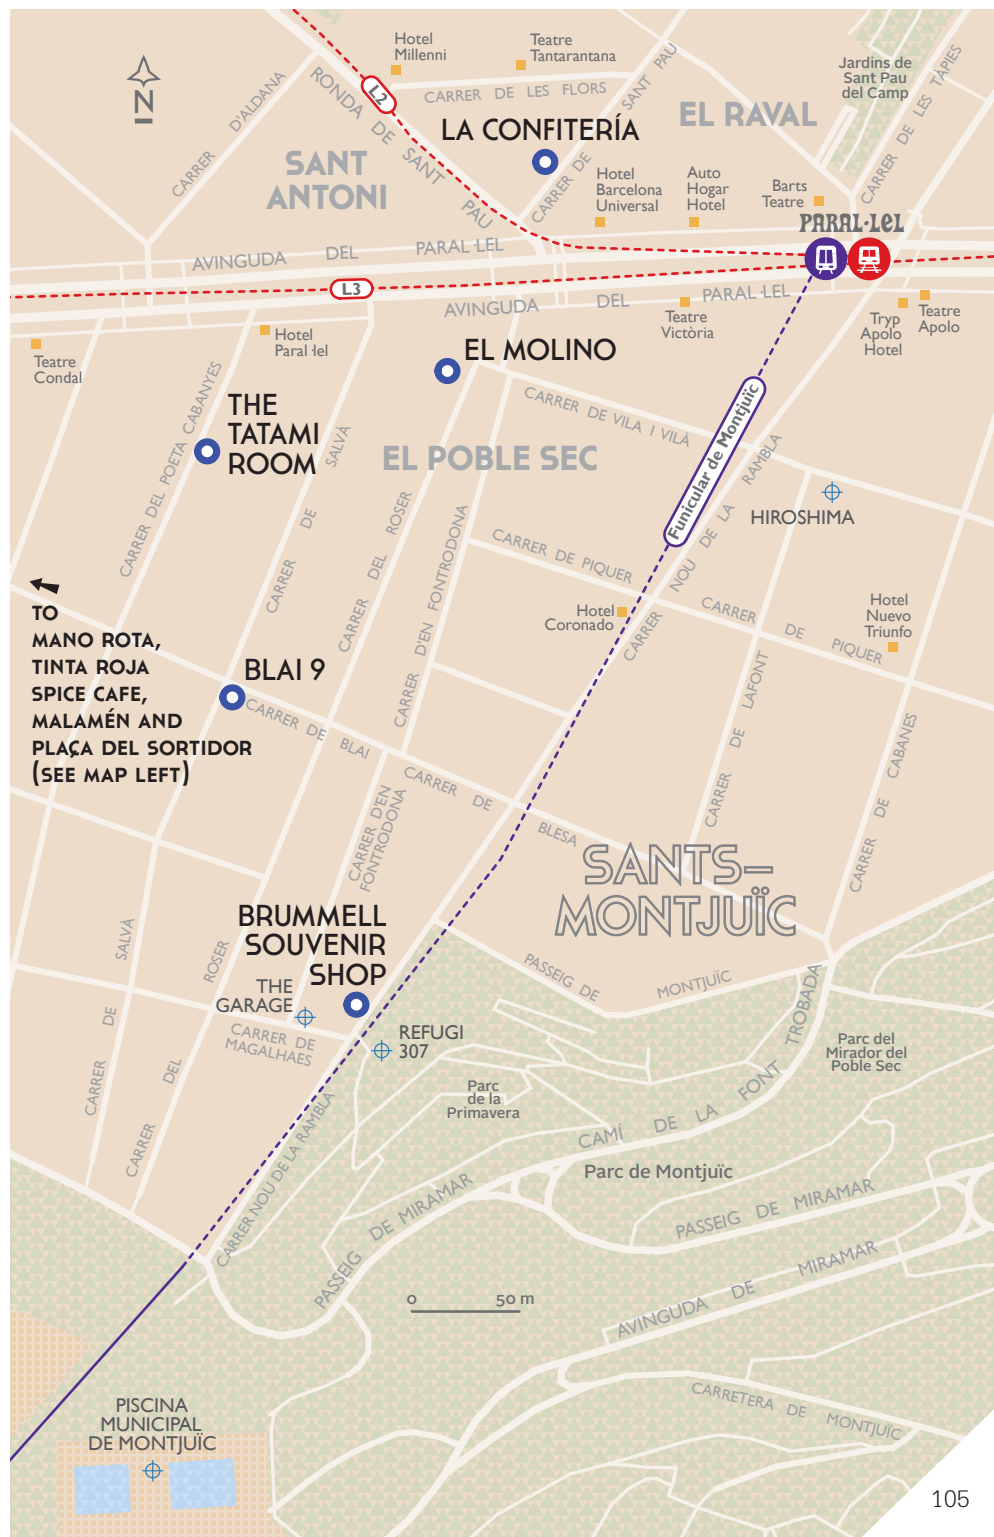 Hotel
Millenni
Teatre
Tantarantana
Jardins de
Sant Pau
del Camp
N
CARRER D'ALDANA
RONDA DE SANT PAU
L2
CARRER DE LES FLORS
CARRER DE SANT PAU
EL RAVAL
CARRER DE LES TÀPIES
LA CONFITERÍA
SANT
ANTONI
Hotel
Barcelona
Universal
Auto
Hogar
Hotel
Barts
Teatre
PARAL·LEL
AVINGUDA DEL PARAL·LEL
L3
AVINGUDA DEL PARAL·LEL
Teatre
Condal
Hotel
Paral·lel
Teatre
Victòria
Tryp
Apolo
Hotel
Teatre
Apolo
EL MOLINO
THE
TATAMI
ROOM
CARRER DEL POETA CABANYES
CARRER DE SALVÀ
EL POBLE SEC
CARRER DE VILA I VILÀ
Funicular de Montjuïc
CARRER NOU DE LA RAMBLA
HIROSHIMA
CARRER DEL ROSER
CARRER D'EN FONTRODONA
CARRER DE PIQUER
CARRER DE PIQUER
Hotel
Coronado
Hotel
Nuevo
Triunfo
TO
MANO ROTA,
TINTA ROJA
SPICE CAFE,
MALAMÉN AND
PLAÇA DEL SORTIDOR
(SEE MAP LEFT)
BLAI 9
CARRER DE BLAI
CARRER DE BLESA
CARRER DE LAFONT
CARRER DE CABANES
CARRER D'EN
FONTRODONA
SANTS–
MONTJUÏC
BRUMMELL
SOUVENIR
SHOP
THE
GARAGE
CARRER DE SALVÀ
CARRER DEL ROSER
CARRER DE
MAGALHAES
REFUGI
307
PASSEIG DE MONTJUÏC
CAMÍ DE LA FONT TROBADA
Parc del
Mirador del
Poble Sec
Parc
de la
Primavera
Parc de Montjuïc
CARRER NOU DE LA RAMBLA
PASSEIG DE MIRAMAR
PASSEIG DE MIRAMAR
AVINGUDA DE MIRAMAR
0 50 m
CARRETERA DE MONTJUÏC
PISCINA
MUNICIPAL
DE MONTJUÏC
105